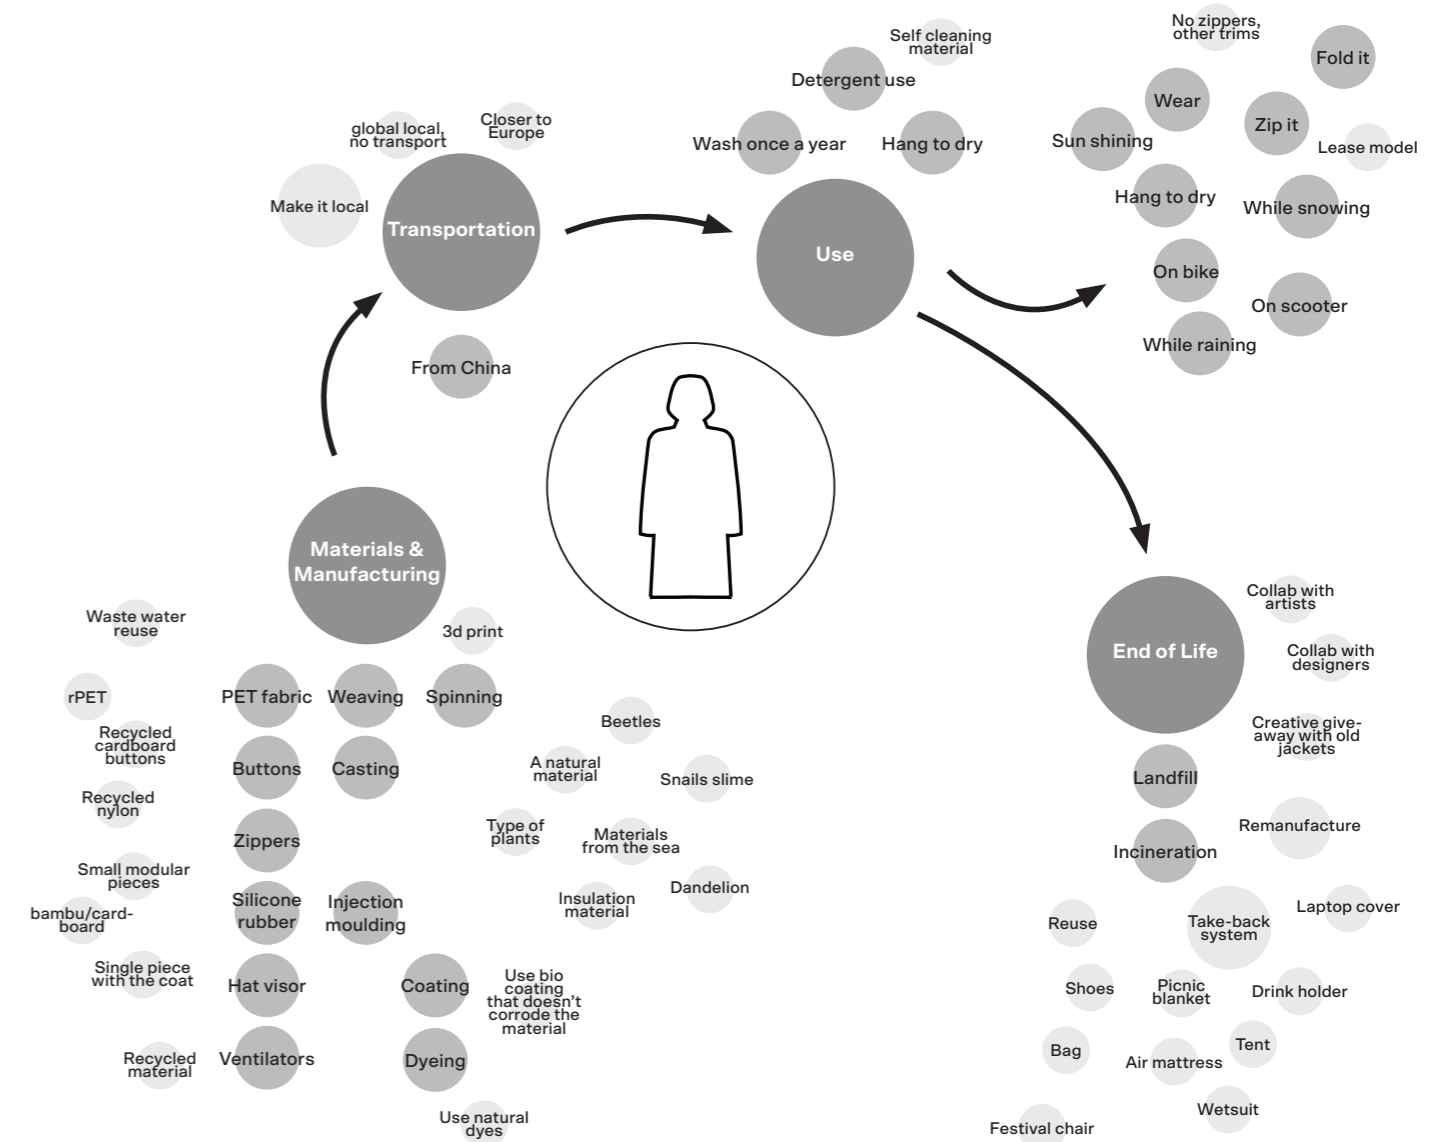 No zippers,
other trims
Self cleaning
material
Fold it
Detergent use
Wear
Zip it
global local,
no transport
Closer to
Europe
Wash once a year
Hang to dry
Sun shining
Lease model
Make it local
Transportation
Use
Hang to dry
While snowing
On bike
On scooter
While raining
From China
Materials &
Manufacturing
Waste water
reuse
3d print
rPET
PET fabric
Weaving
Spinning
Recycled
cardboard
buttons
Buttons
Casting
Recycled
nylon
Zippers
Small modular
pieces
bambu/card-
board
Silicone
rubber
Injection
moulding
Single piece
with the coat
Hat visor
Coating
Use bio
coating
that doesn't
corrode the
material
Recycled
material
Ventilators
Dyeing
Use natural
dyes
Beetles
A natural
material
Snails slime
Type of
plants
Materials
from the sea
Insulation
material
Dandelion
End of Life
Collab with
artists
Collab with
designers
Creative give-
away with old
jackets
Landfill
Remanufacture
Incineration
Laptop cover
Reuse
Take-back
system
Shoes
Picnic
blanket
Drink holder
Bag
Air mattress
Tent
Wetsuit
Festival chair